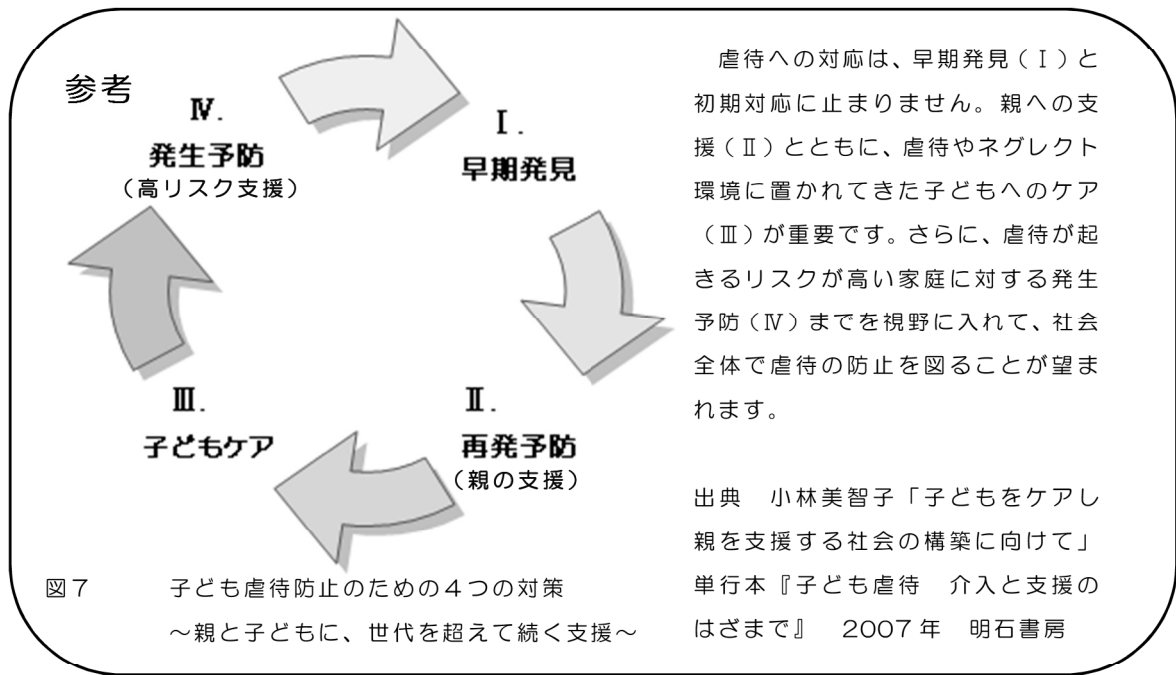 参考
Ⅳ.
発生予防
（高リスク支援）
Ⅰ.
早期発見
Ⅲ.
子どもケア
Ⅱ.
再発予防
（親の支援）
図７　子ども虐待防止のための４つの対策
～親と子どもに、世代を超えて続く支援～
虐待への対応は、早期発見（Ⅰ）と
初期対応に止まりません。親への支
援（Ⅱ）とともに、虐待やネグレクト
環境に置かれてきた子どもへのケア
（Ⅲ）が重要です。さらに、虐待が起
きるリスクが高い家庭に対する発生
予防（Ⅳ）までを視野に入れて、社会
全体で虐待の防止を図ることが望ま
れます。
出典　小林美智子「子どもをケアし
親を支援する社会の構築に向けて」
単行本『子ども虐待　介入と支援の
はざまで』　2007年　明石書房